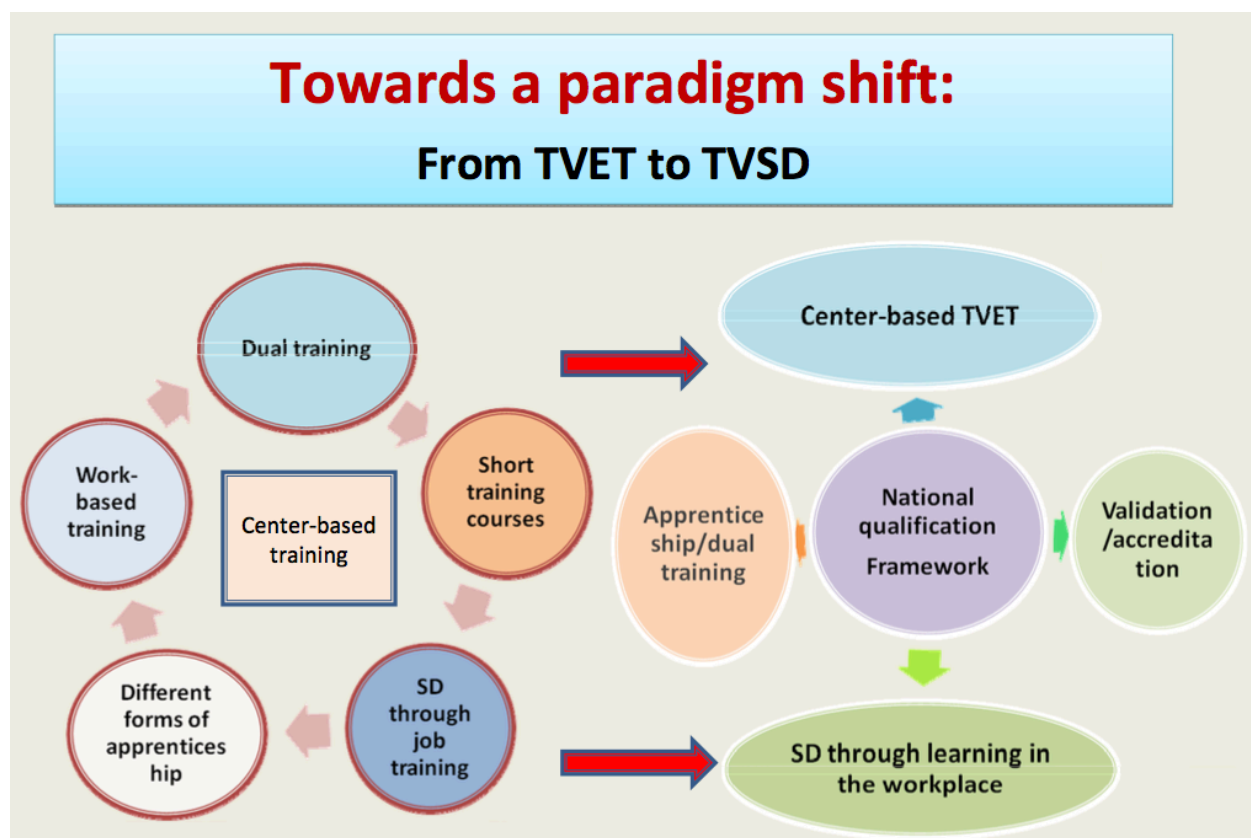 Towards a paradigm shift:
From TVET to TVSD
Dual training
Work-
based
training
Center-based
training
Short
training
courses
Different
forms of
apprentices
hip
SD
through
job
training
Center-based TVET
Apprentice
ship/dual
training
National
qualification
Framework
Validation
/accredita
tion
SD through learning in
the workplace